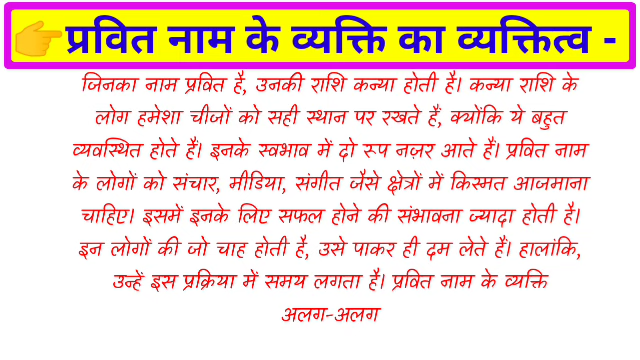 👉प्रवित नाम के व्यक्ति का व्यक्तित्व -
जिनका नाम प्रवित है, उनकी राशि कन्या होती है। कन्या राशि के
लोग हमेशा चीजों को सही स्थान पर रखते हैं, क्योंकि ये बहुत
व्यवस्थित होते हैं। इनके स्वभाव में दो रूप नज़र आते हैं। प्रवित नाम
के लोगों को संचार, मीडिया, संगीत जैसे क्षेत्रों में किस्मत आजमाना
चाहिए। इसमें इनके लिए सफल होने की संभावना ज्यादा होती है।
इन लोगों की जो चाह होती है, उसे पाकर ही दम लेते हैं। हालांकि,
उन्हें इस प्रक्रिया में समय लगता है। प्रवित नाम के व्यक्ति
अलग-अलग